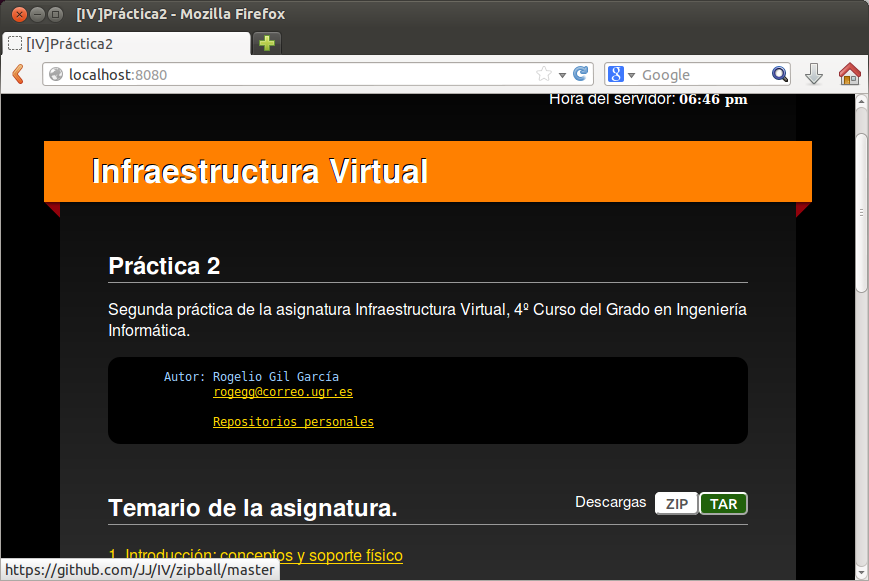 [IV]Práctica2 - Mozilla Firefox
[IV]Práctica2
localhost:8080
Google
Hora del servidor: 06:46 pm
Infraestructura Virtual
Práctica 2
Segunda práctica de la asignatura Infraestructura Virtual, 4º Curso del Grado en Ingeniería
Informática.
Autor: Rogelio Gil García
rogegg@correo.ugr.es
Repositorios personales
Temario de la asignatura.
Descargas ZIP TAR
1. Introducción: conceptos y soporte físico
https://github.com/JJ/IV/zipball/master